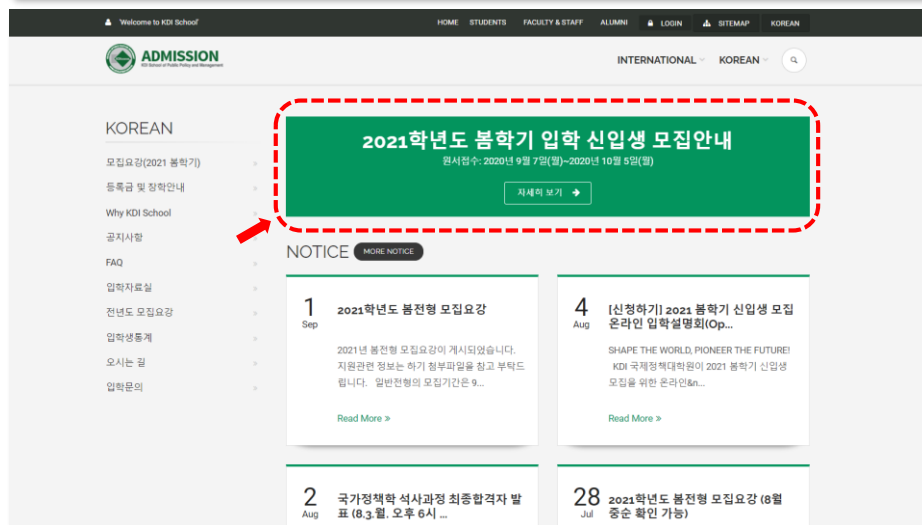 'Welcome to KDI School'
HOME STUDENTS FACULTY & STAFF ALUMNI LOGIN SITEMAP KOREAN
ADMISSION
KDI School of Public Policy and Management
INTERNATIONAL KOREAN
KOREAN
모집요강(2021 봄학기)
등록금 및 장학안내
Why KDI School
공지사항
FAQ
입학자료실
전년도 모집요강
입학생통계
오시는 길
입학문의
2021학년도 봄학기 입학 신입생 모집안내
원서접수: 2020년 9월 7일(월)~2020년 10월 5일(월)
자세히 보기
NOTICE MORE NOTICE
1
Sep
2021학년도 봄전형 모집요강
2021년 봄전형 모집요강이 게시되었습니다.
지원관련 정보는 하기 첨부파일을 참고 부탁드
립니다. 일반전형의 모집기간은 9...
Read More »
4
Aug
[신청하기] 2021 봄학기 신입생 모집
온라인 입학설명회(Op...
SHAPE THE WORLD, PIONEER THE FUTURE!
KDI 국제정책대학원이 2021 봄학기 신입생
모집을 위한 온라인&n...
Read More »
2
Aug
국가정책학 석사과정 최종합격자 발
표 (8.3.월. 오후 6시 ...
28
Jul
2021학년도 봄전형 모집요강 (8월
중순 확인 가능)